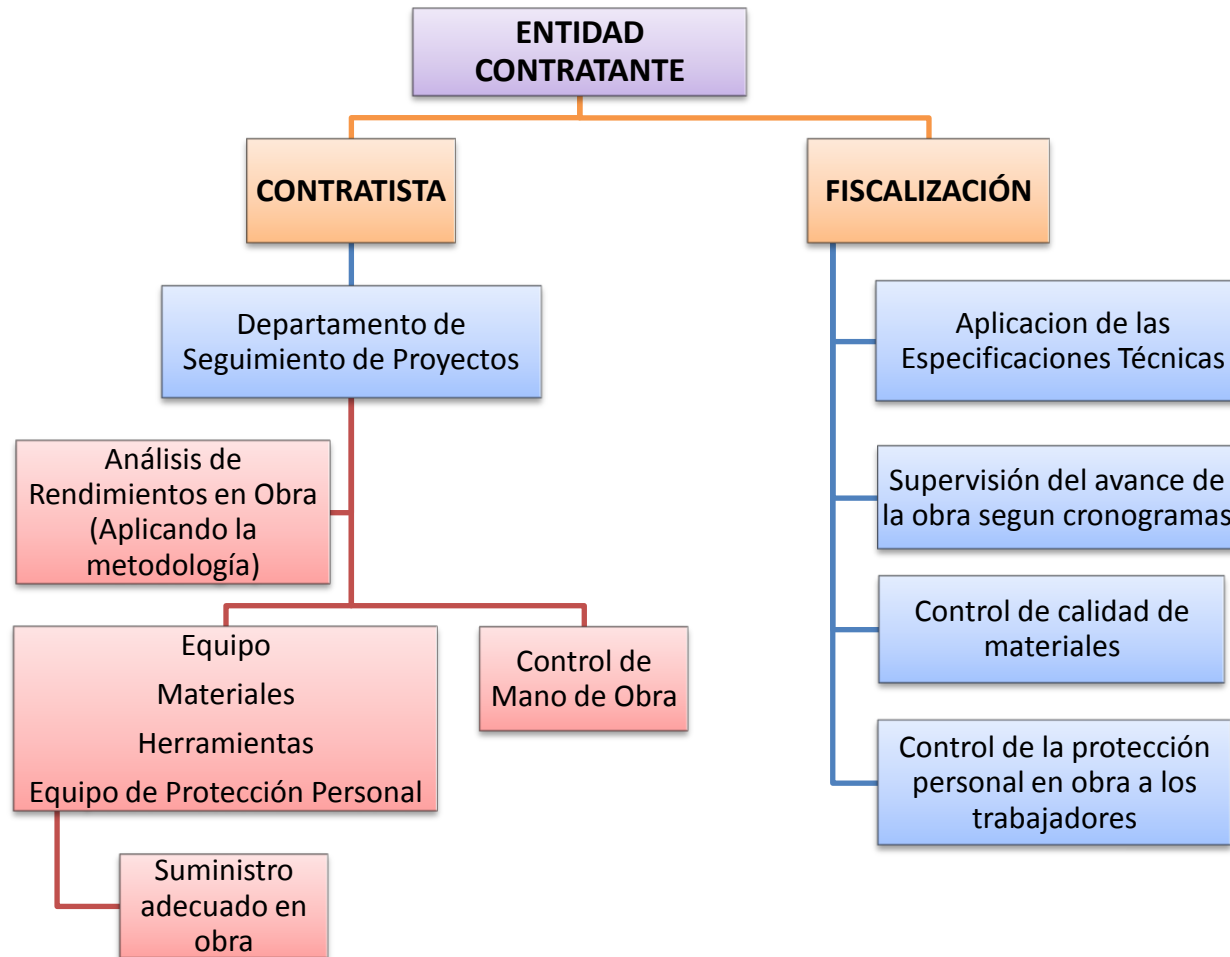 ENTIDAD
CONTRATANTE
CONTRATISTA
FISCALIZACIÓN
Departamento de
Seguimiento de Proyectos
Análisis de
Rendimientos en Obra
(Aplicando la
metodología)
Equipo
Materiales
Herramientas
Equipo de Protección Personal
Control de
Mano de Obra
Suministro
adecuado en
obra
Aplicacion de las
Especificaciones Técnicas
Supervisión del avance de
la obra segun cronogramas
Control de calidad de
materiales
Control de la protección
personal en obra a los
trabajadores